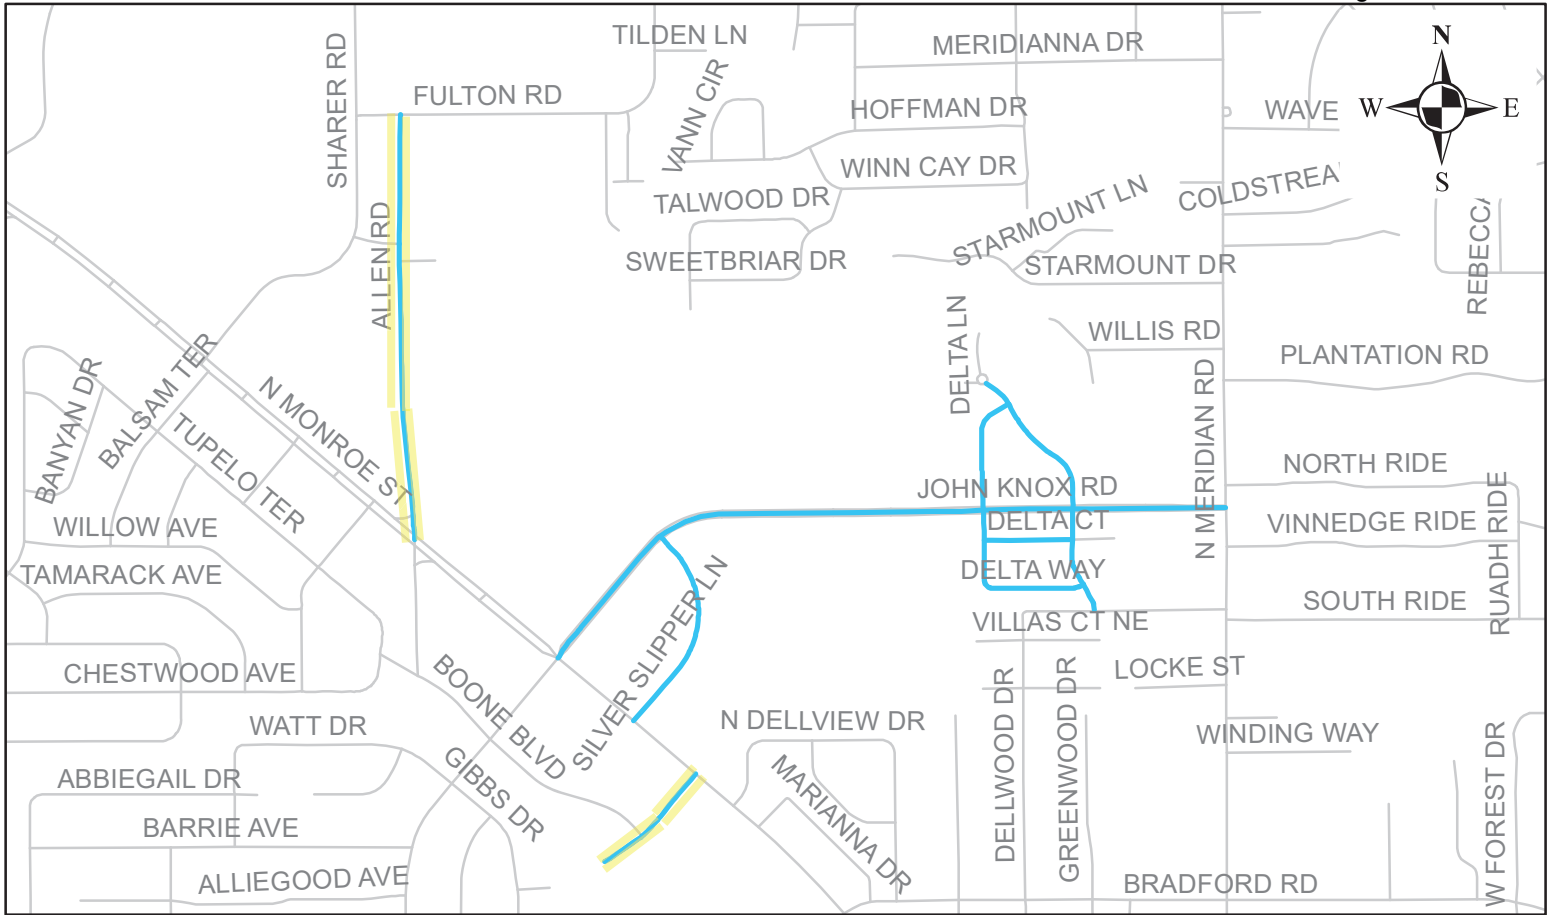 N
W
E
S
TILDEN LN
MERIDIANNA DR
SHARER RD
FULTON RD
VANN CIR
HOFFMAN DR
WAVE
WINN CAY DR
TALWOOD DR
STARMOUNT LN
COLDSTREA
ALLEN RD
SWEETBRIAR DR
STARMOUNT DR
REBECCA
DELTA LN
WILLIS RD
PLANTATION RD
BANYAN DR
BALSAM TER
N MONROE ST
N MERIDIAN RD
TUPELO TER
JOHN KNOX RD
NORTH RIDE
WILLOW AVE
DELTA CT
VINNEDGE RIDE
RUADH RIDE
TAMARACK AVE
DELTA WAY
SOUTH RIDE
VILLAS CT NE
SILVER SLIPPER LN
CHESTWOOD AVE
BOONE BLVD
LOCKE ST
WATT DR
N DELLVIEW DR
DELLWOOD DR
GREENWOOD DR
WINDING WAY
ABBIEGAIL DR
GIBBS DR
MARIANNA DR
W FOREST DR
BARRIE AVE
ALLIEGOOD AVE
BRADFORD RD